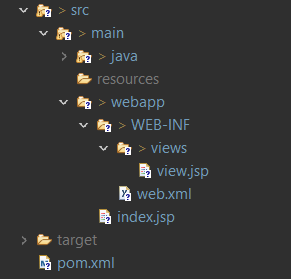 > src
> main
> java
resources
> webapp
> WEB-INF
> views
view.jsp
web.xml
index.jsp
target
pom.xml